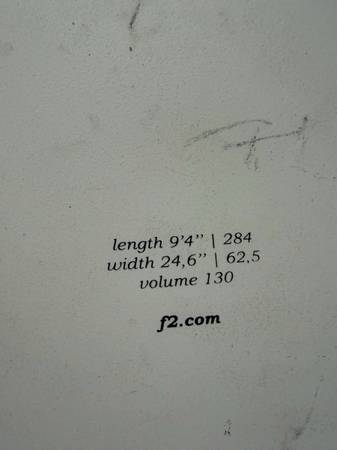 length 9'4" | 284
width 24,6" | 62,5
volume 130
f2.com